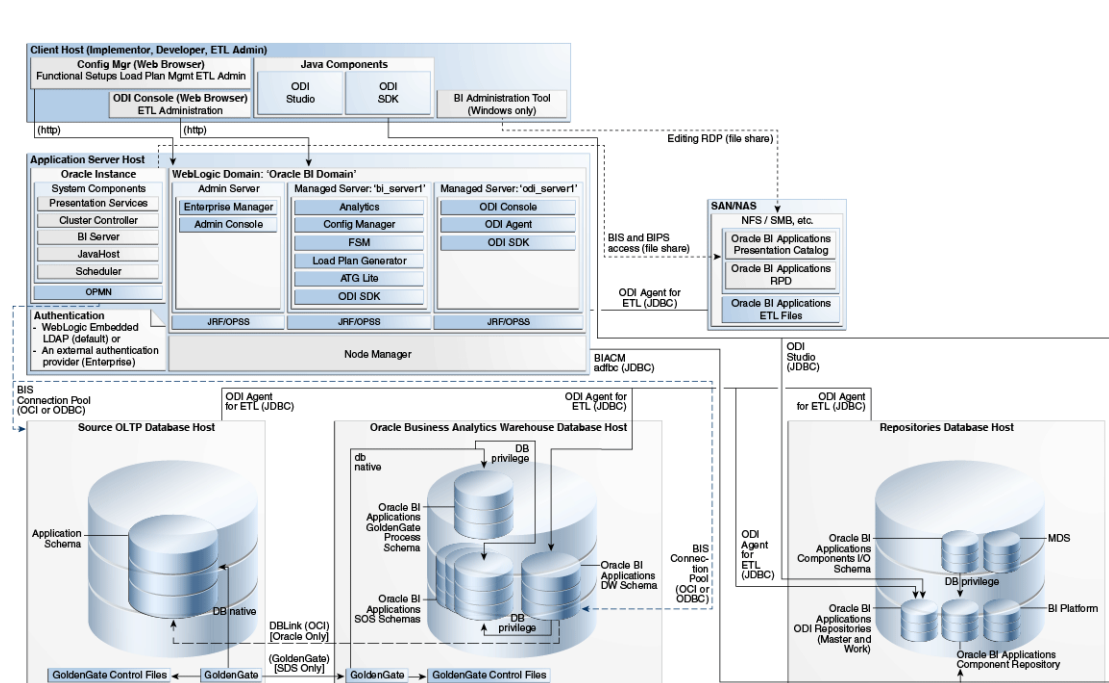 Client Host (Implementor, Developer, ETL Admin)
Config Mgr (Web Browser)
Functional Setups Load Plan Mgmt ETL Admin
ODI Console (Web Browser)
ETL Administration
Java Components
ODI
Studio
ODI
SDK
BI Administration Tool
(Windows only)
(http)
(http)
Editing RDP (file share)
Application Server Host
Oracle Instance
System Components
Presentation Services
Cluster Controller
BI Server
JavaHost
Scheduler
OPMN
WebLogic Domain: ‘Oracle BI Domain’
Admin Server
Enterprise Manager
Admin Console
JRF/OPSS
Managed Server: ‘bi_server1’
Analytics
Config Manager
FSM
Load Plan Generator
ATG Lite
ODI SDK
JRF/OPSS
Managed Server: ‘odi_server1’
ODI Console
ODI Agent
ODI SDK
JRF/OPSS
Node Manager
Authentication
- WebLogic Embedded
LDAP (default) or
- An external authentication
provider (Enterprise)
BIS and BIPS
access (file share)
SAN/NAS
NFS / SMB, etc.
Oracle BI Applications
Presentation Catalog
Oracle BI Applications
RPD
Oracle BI Applications
ETL Files
ODI Agent for
ETL (JDBC)
BIACM
adfbc (JDBC)
ODI
Studio
(JDBC)
BIS
Connection Pool
(OCI or ODBC)
ODI Agent
for ETL (JDBC)
ODI Agent for
ETL (JDBC)
ODI Agent
for ETL (JDBC)
Source OLTP Database Host
Application
Schema
DB native
Oracle Business Analytics Warehouse Database Host
db
native
DB
privilege
Oracle BI
Applications
GoldenGate
Process
Schema
Oracle BI
Applications
SOS Schemas
Oracle BI
Applications
DW Schema
DB
privilege
BIS
Connec-
tion
Pool
(OCI or
ODBC)
ODI
Agent
for
ETL
(JDBC)
Repositories Database Host
Oracle BI
Applications
Components I/O
Schema
MDS
DB privilege
Oracle BI
Applications
ODI Repositories
(Master and
Work)
BI Platform
Oracle BI Applications
Component Repository
DBLink (OCI)
[Oracle Only]
(GoldenGate)
[SDS Only]
GoldenGate Control Files
GoldenGate
GoldenGate
GoldenGate Control Files